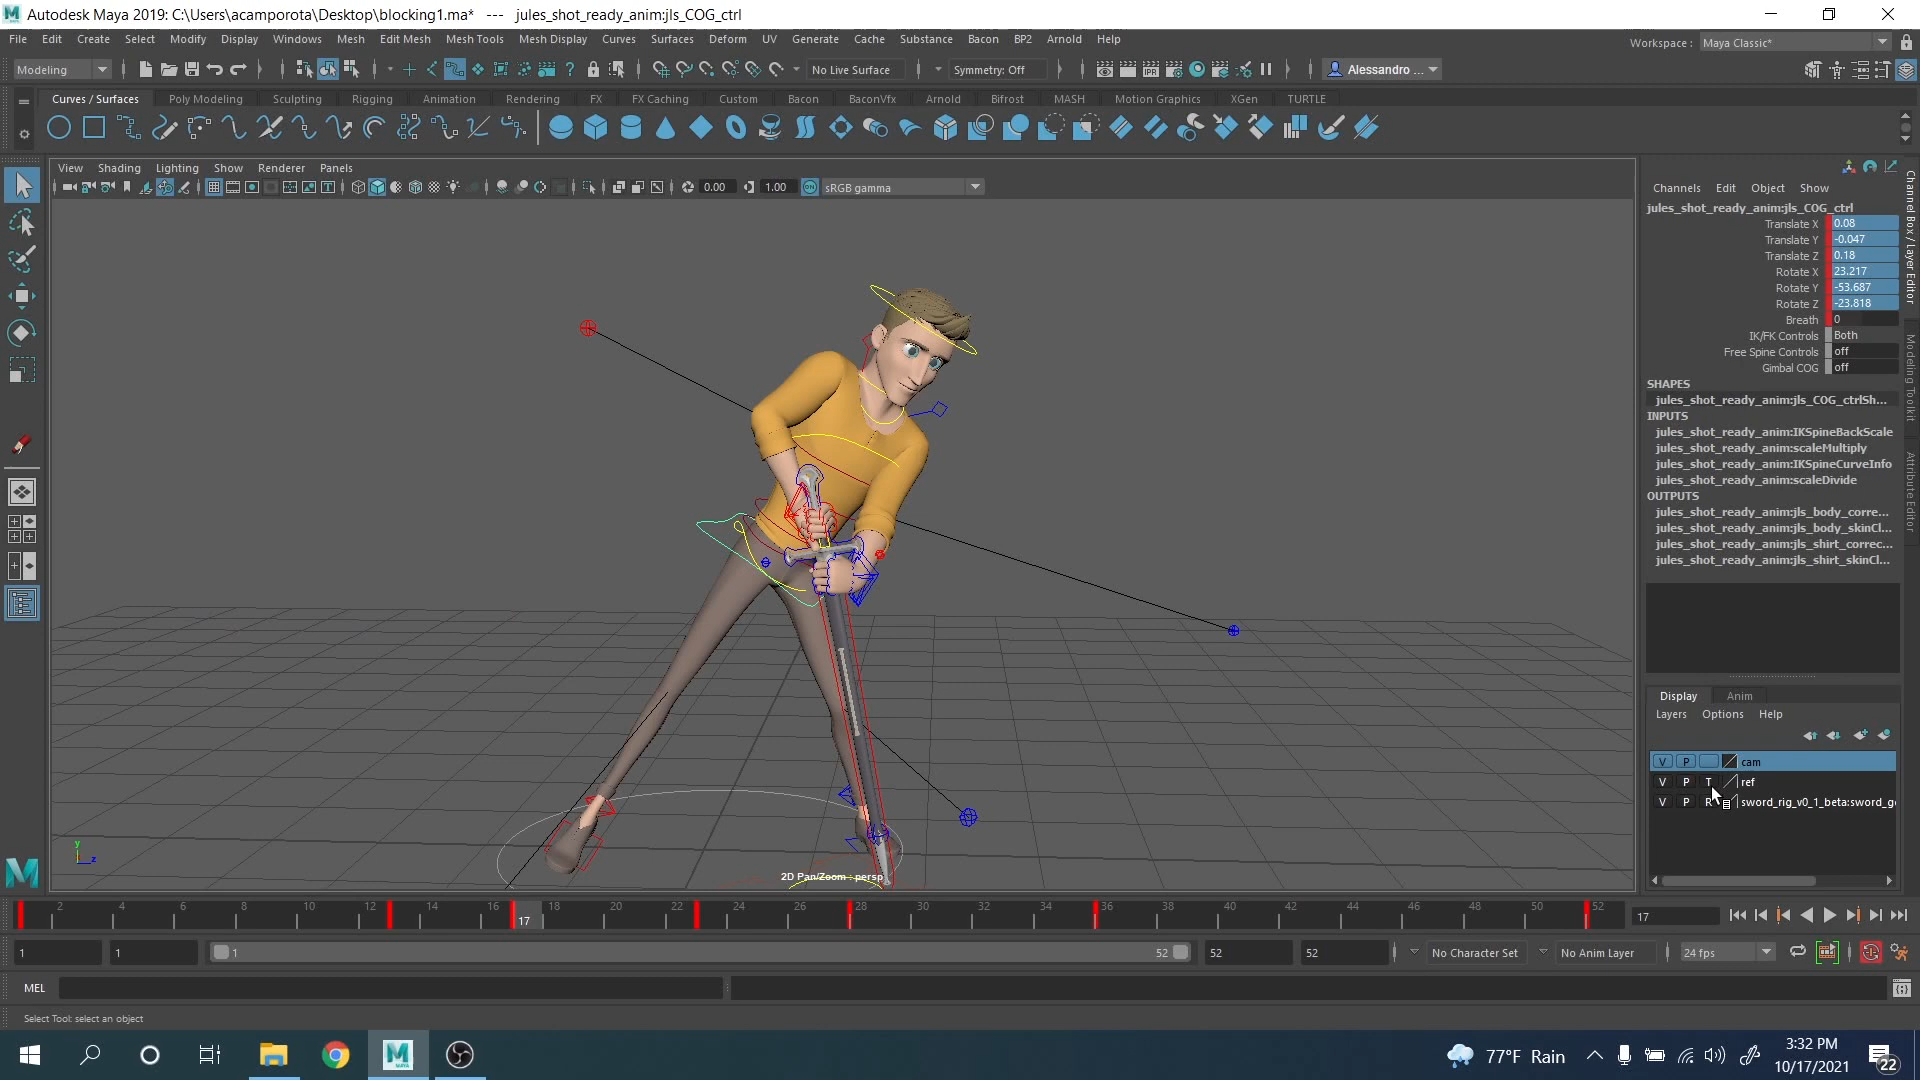 Autodesk Maya 2019: C:\Users\acamporota\Desktop\blocking1.ma* --- jules_shot_ready_anim:jls_COG_ctrl
File Edit Create Select Modify Display Windows Mesh Edit Mesh Mesh Tools Mesh Display Curves Surfaces Deform UV Generate Cache Substance Bacon BP2 Arnold Help
Workspace : Maya Classic*
Modeling No Live Surface Symmetry: Off Alessandro ...
Curves / Surfaces Poly Modeling Sculpting Rigging Animation Rendering FX FX Caching Custom Bacon BaconVfx Arnold Bifrost MASH Motion Graphics XGen TURTLE
View Shading Lighting Show Renderer Panels
0.00 1.00 ON sRGB gamma
Channels Edit Object Show
jules_shot_ready_anim:jls_COG_ctrl
Translate X 0.08
Translate Y -0.047
Translate Z 0.18
Rotate X 23.217
Rotate Y -53.687
Rotate Z -23.818
Breath 0
IK/FK Controls Both
Free Spine Controls off
Gimbal COG off
SHAPES
jules_shot_ready_anim:jls_COG_ctrlSh...
INPUTS
jules_shot_ready_anim:IKSpineBackScale
jules_shot_ready_anim:scaleMultiply
jules_shot_ready_anim:IKSpineCurveInfo
jules_shot_ready_anim:scaleDivide
OUTPUTS
jules_shot_ready_anim:jls_body_corre...
jules_shot_ready_anim:jls_body_skinCl...
jules_shot_ready_anim:jls_shirt_correc...
jules_shot_ready_anim:jls_shirt_skinCl...
Channel Box / Layer Editor
Modeling Toolkit
Attribute Editor
Display Anim
Layers Options Help
V P cam
V P T ref
V P R sword_rig_v0_1_beta:sword_g
y
z
2D Pan/Zoom : persp
2 4 6 8 10 12 14 16 17 18 20 22 24 26 28 30 32 34 36 38 40 42 44 46 48 50 52 17
1 1 1 52 52 52 No Character Set No Anim Layer 24 fps
MEL
Select Tool: select an object
77°F Rain
3:32 PM
10/17/2021
22